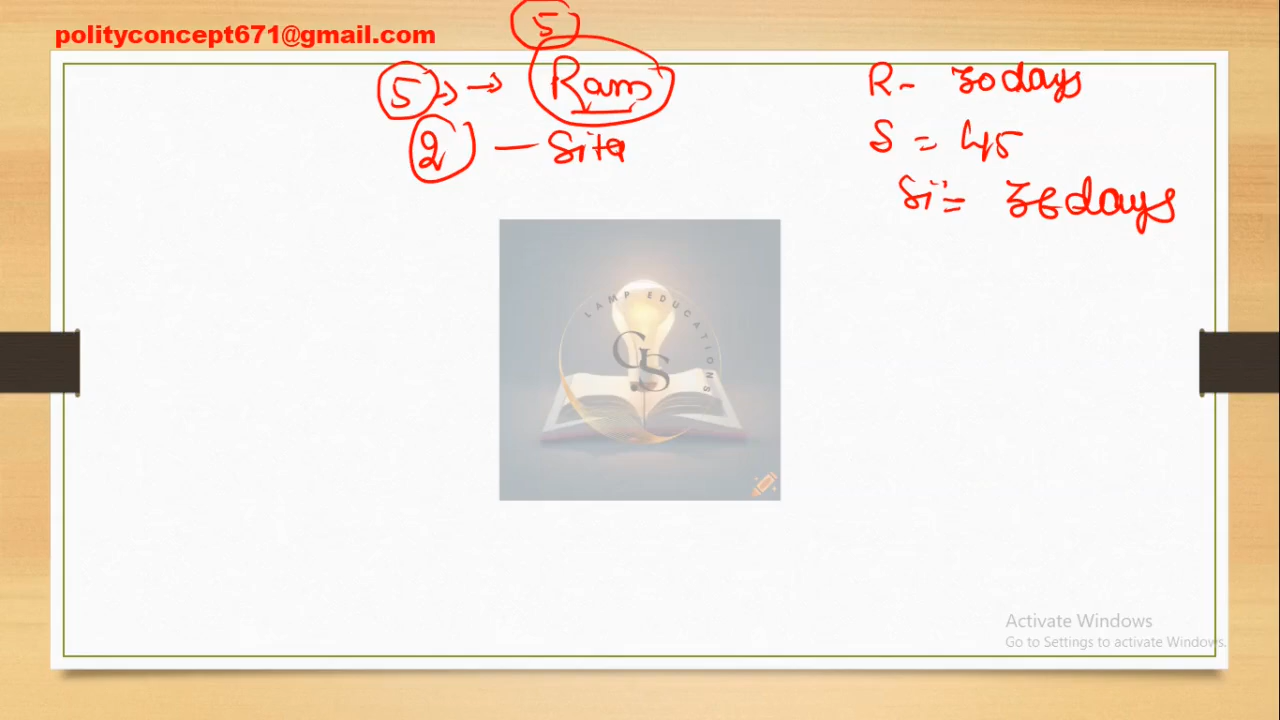 polityconcept671@gmail.com
5
5 → Ram
2 — Sita
R - 30 days
S = 45
Si = 36 days
LAMP EDUCATIONS
GLS
Activate Windows
Go to Settings to activate Windows.